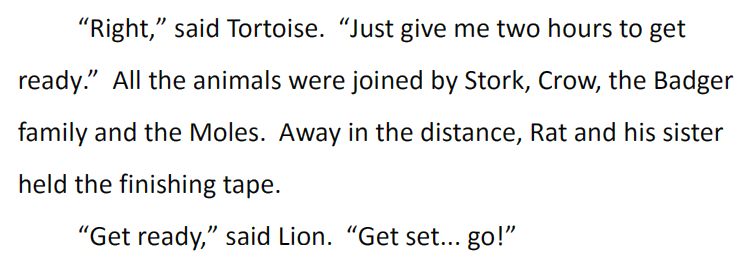 “Right,” said Tortoise.  “Just give me two hours to get
ready.”  All the animals were joined by Stork, Crow, the Badger
family and the Moles.  Away in the distance, Rat and his sister
held the finishing tape.
“Get ready,” said Lion.  “Get set... go!”